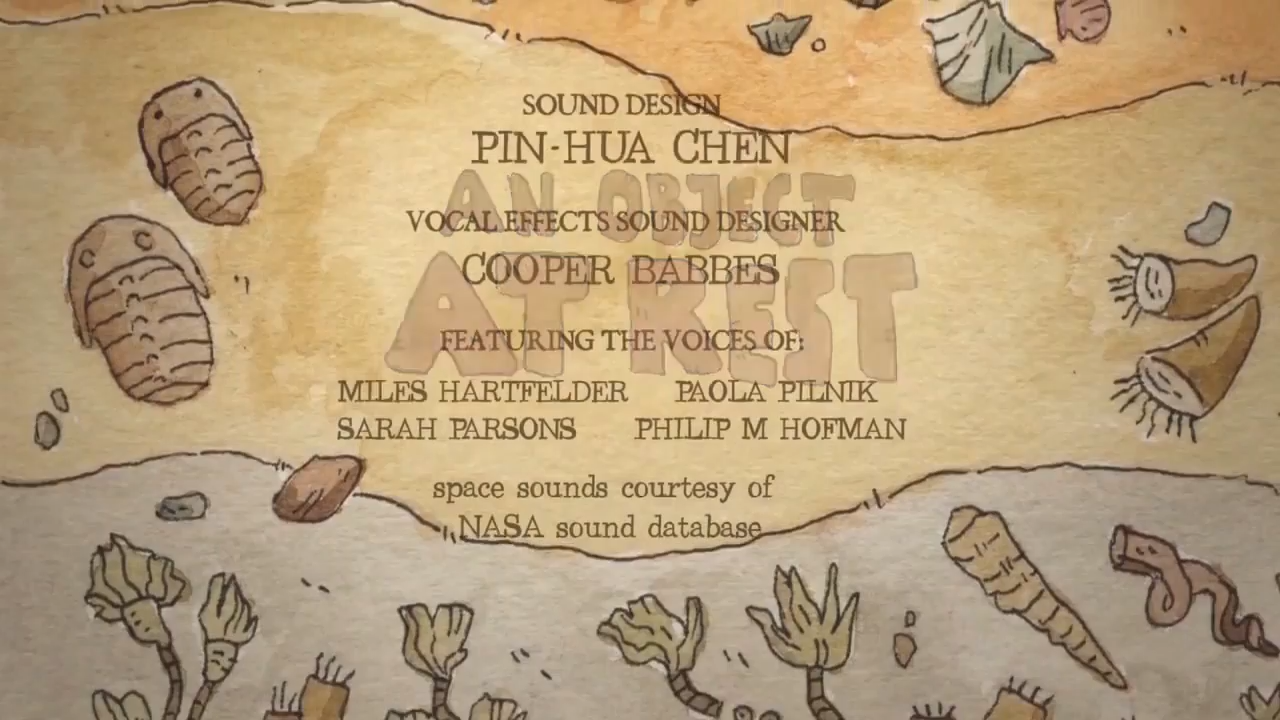 SOUND DESIGN
PIN-HUA CHEN
AN OBJECT
VOCAL EFFECTS SOUND DESIGNER
COOPER BABBES
AT REST
FEATURING THE VOICES OF:
MILES HARTFELDER PAOLA PILNIK
SARAH PARSONS PHILIP M HOFMAN
space sounds courtesy of
NASA sound database